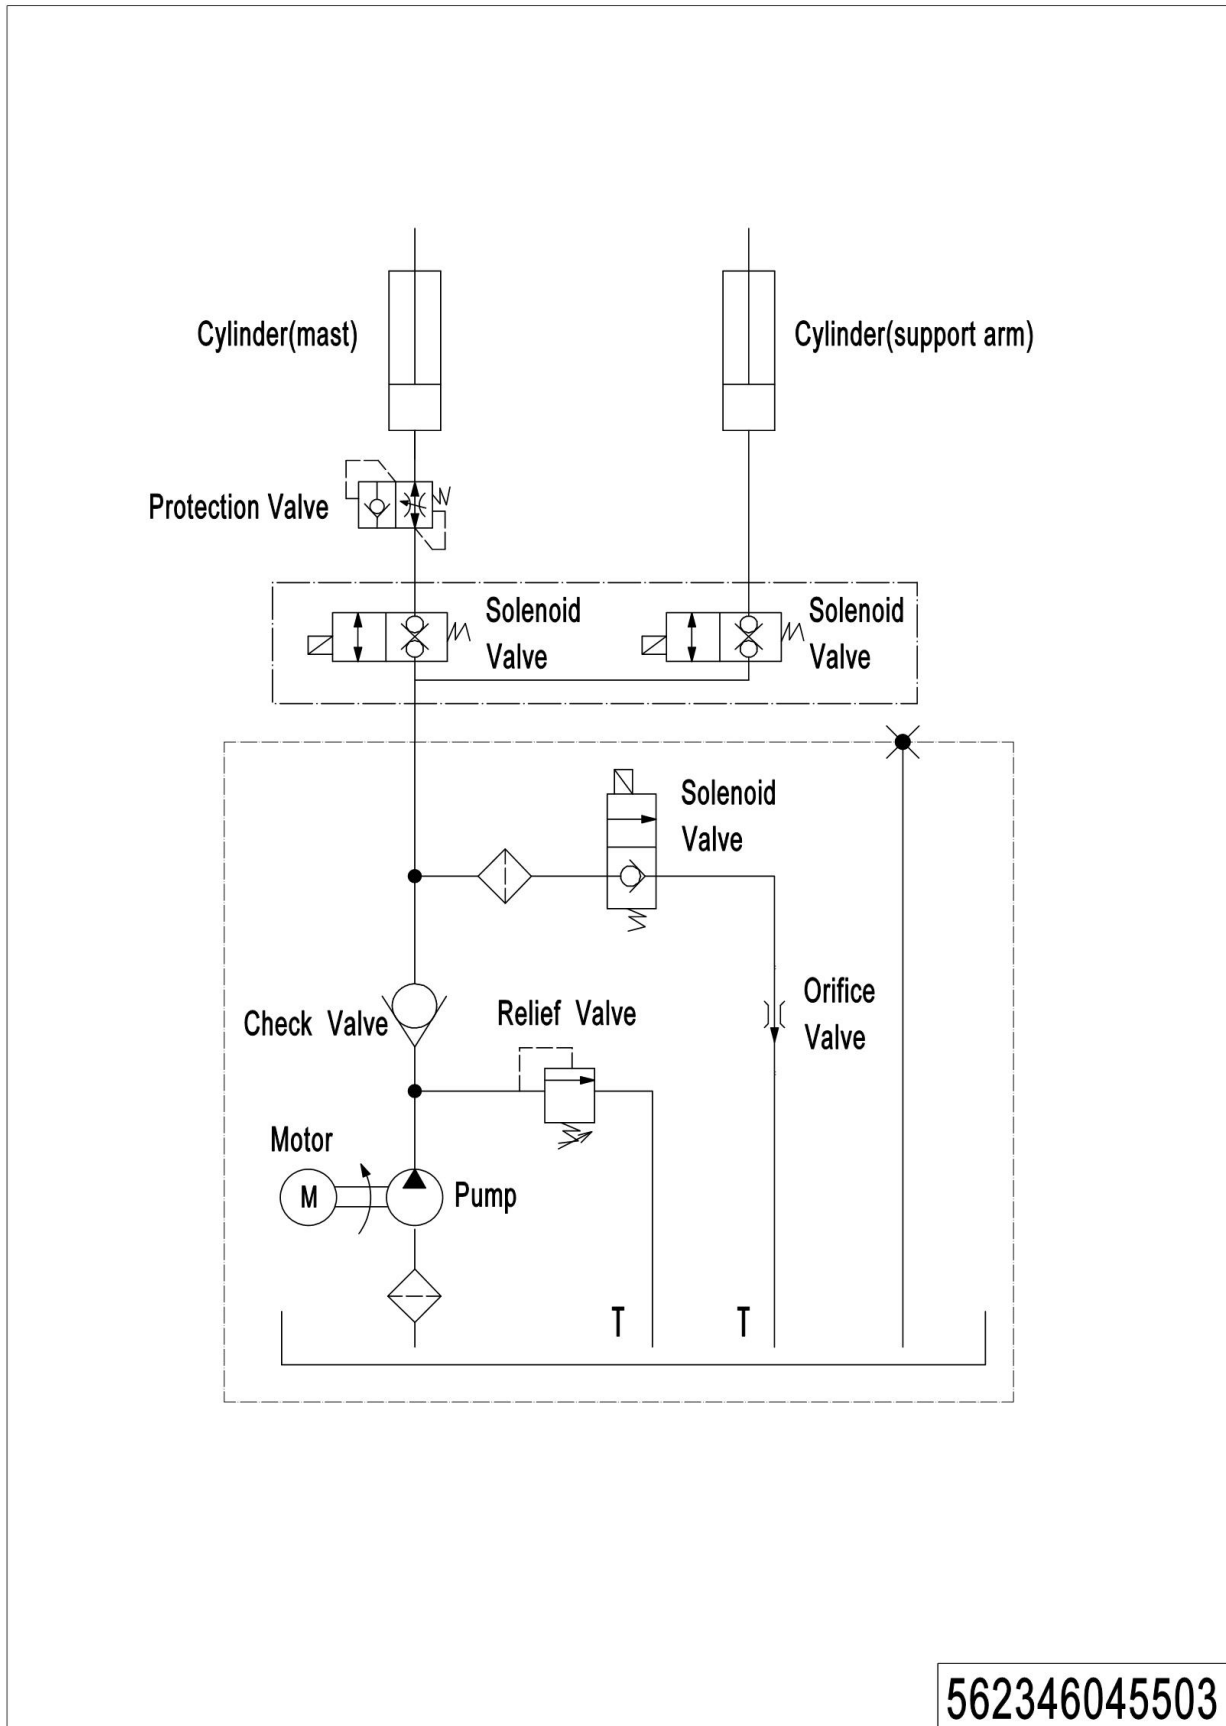 Cylinder(mast)
Cylinder(support arm)
Protection Valve
Solenoid
Valve
Solenoid
Valve
Solenoid
Valve
Orifice
Valve
Check Valve
Relief Valve
Motor
M
Pump
T
T
562346045503